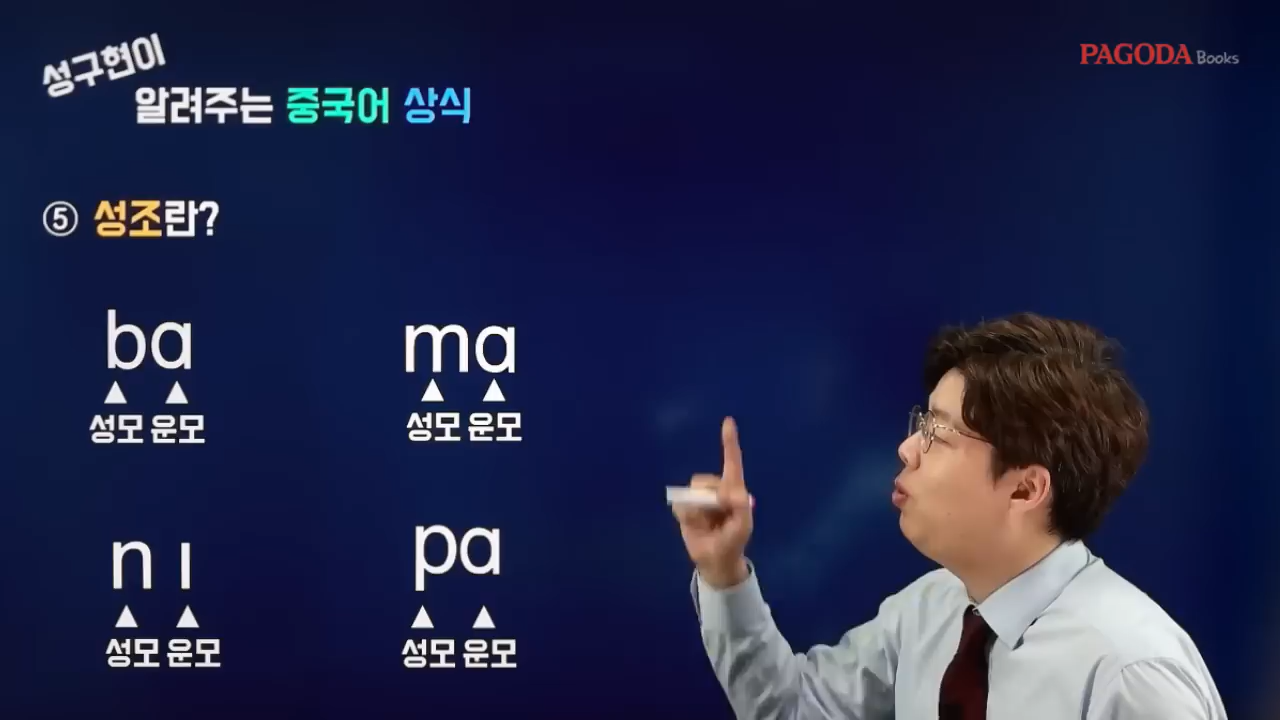 성구현이
알려주는 중국어 상식
PAGODA Books
⑤ 성조란?
ba
▲ ▲
성모 운모
ma
▲ ▲
성모 운모
n ı
▲ ▲
성모 운모
pa
▲ ▲
성모 운모